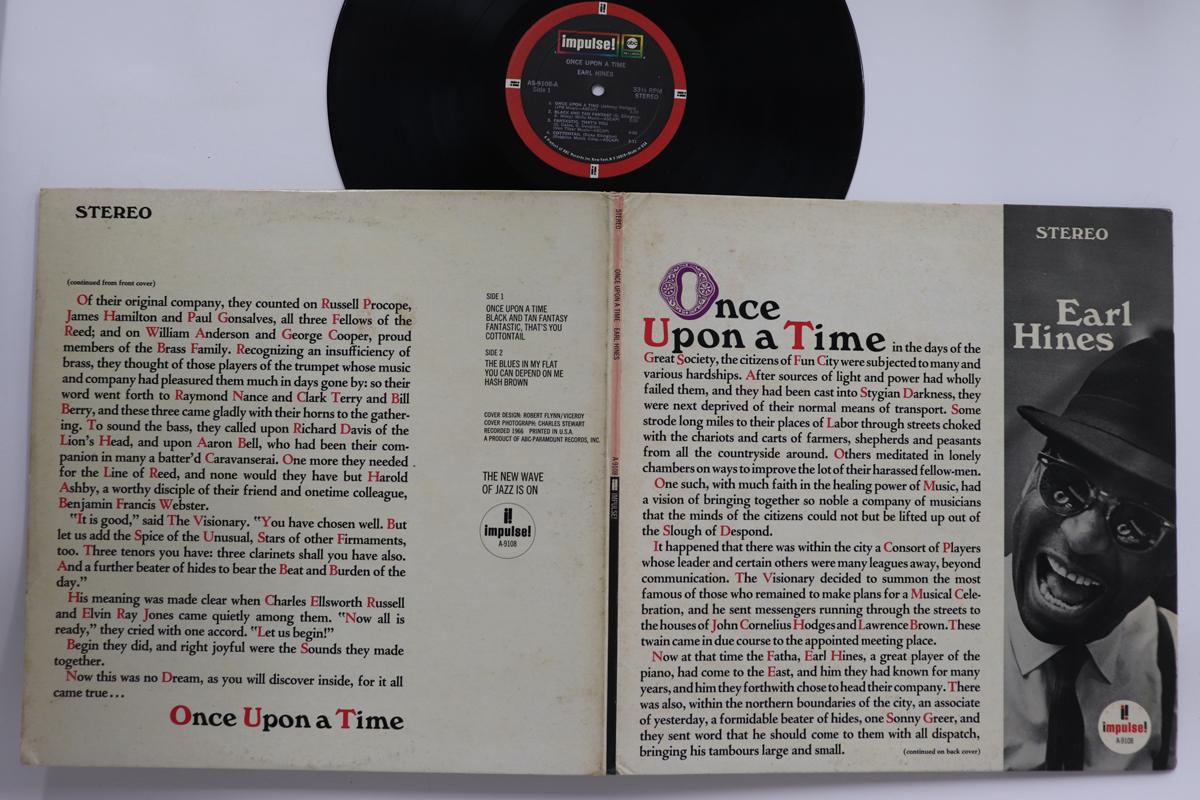 impulse!
abc
ONCE UPON A TIME
EARL HINES
AS-9108-A
Side 1
33⅓ RPM
STEREO
1. ONCE UPON A TIME (Johnny Hodges)
2. BLACK AND TAN FANTASY
3. FANTASTIC, THAT'S YOU
4. COTTONTAIL (Duke Ellington)
STEREO
(continued from front cover)
Of their original company, they counted on Russell Procope,
James Hamilton and Paul Gonsalves, all three Fellows of the
Reed; and on William Anderson and George Cooper, proud
members of the Brass Family. Recognizing an insufficiency of
brass, they thought of those players of the trumpet whose music
and company had pleasured them much in days gone by: so their
word went forth to Raymond Nance and Clark Terry and Bill
Berry, and these three came gladly with their horns to the gather-
ing. To sound the bass, they called upon Richard Davis of the
Lion's Head, and upon Aaron Bell, who had been their com-
panion in many a batter'd Caravanserai. One more they needed
for the Line of Reed, and none would they have but Harold
Ashby, a worthy disciple of their friend and onetime colleague,
Benjamin Francis Webster.
"It is good," said The Visionary. "You have chosen well. But
let us add the Spice of the Unusual, Stars of other Firmaments,
too. Three tenors you have: three clarinets shall you have also.
And a further beater of hides to bear the Beat and Burden of the
day."
His meaning was made clear when Charles Ellsworth Russell
and Elvin Ray Jones came quietly among them. "Now all is
ready," they cried with one accord. "Let us begin!"
Begin they did, and right joyful were the Sounds they made
together.
Now this was no Dream, as you will discover inside, for it all
came true...
Once Upon a Time
SIDE 1
ONCE UPON A TIME
BLACK AND TAN FANTASY
FANTASTIC, THAT'S YOU
COTTONTAIL
SIDE 2
THE BLUES IN MY FLAT
YOU CAN DEPEND ON ME
HASH BROWN
COVER DESIGN: ROBERT FLYNN/VICEROY
COVER PHOTOGRAPH: CHARLES STEWART
RECORDED 1966 PRINTED IN U.S.A.
A PRODUCT OF ABC-PARAMOUNT RECORDS, INC.
THE NEW WAVE
OF JAZZ IS ON
impulse!
A-9108
STEREO ONCE UPON A TIME · EARL HINES A-9108 IMPULSE!
Once
Upon a Time in the days of the
Great Society, the citizens of Fun City were subjected to many and
various hardships. After sources of light and power had wholly
failed them, and they had been cast into Stygian Darkness, they
were next deprived of their normal means of transport. Some
strode long miles to their places of Labor through streets choked
with the chariots and carts of farmers, shepherds and peasants
from all the countryside around. Others meditated in lonely
chambers on ways to improve the lot of their harassed fellow-men.
One such, with much faith in the healing power of Music, had
a vision of bringing together so noble a company of musicians
that the minds of the citizens could not but be lifted up out of
the Slough of Despond.
It happened that there was within the city a Consort of Players
whose leader and certain others were many leagues away, beyond
communication. The Visionary decided to summon the most
famous of those who remained to make plans for a Musical Cele-
bration, and he sent messengers running through the streets to
the houses of John Cornelius Hodges and Lawrence Brown. These
twain came in due course to the appointed meeting place.
Now at that time the Fatha, Earl Hines, a great player of the
piano, had come to the East, and him they had known for many
years, and him they forthwith chose to head their company. There
was also, within the northern boundaries of the city, an associate
of yesterday, a formidable beater of hides, one Sonny Greer, and
they sent word that he should come to them with all dispatch,
bringing his tambours large and small.
(continued on back cover)
STEREO
Earl
Hines
impulse!
A-9108